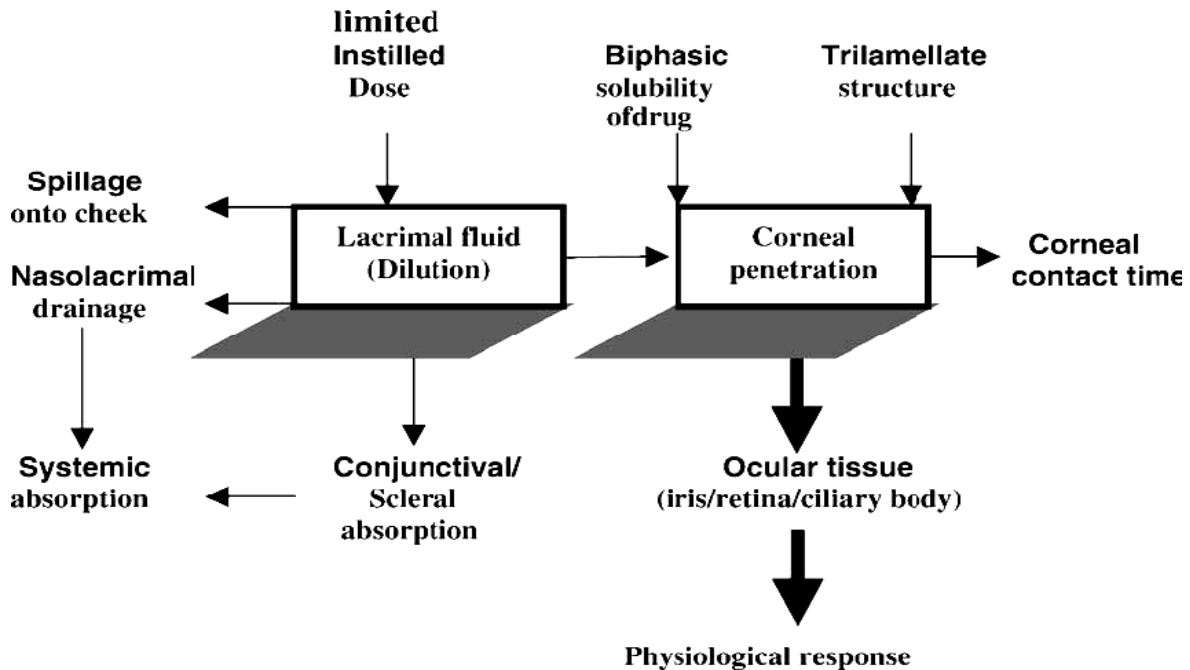 limited
Instilled
Dose
Biphasic
solubility
ofdrug
Trilamellate
structure
Spillage
onto cheek
Lacrimal fluid
(Dilution)
Corneal
penetration
Corneal
contact time
Nasolacrimal
drainage
Systemic
absorption
Conjunctival/
Scleral
absorption
Ocular tissue
(iris/retina/ciliary body)
Physiological response